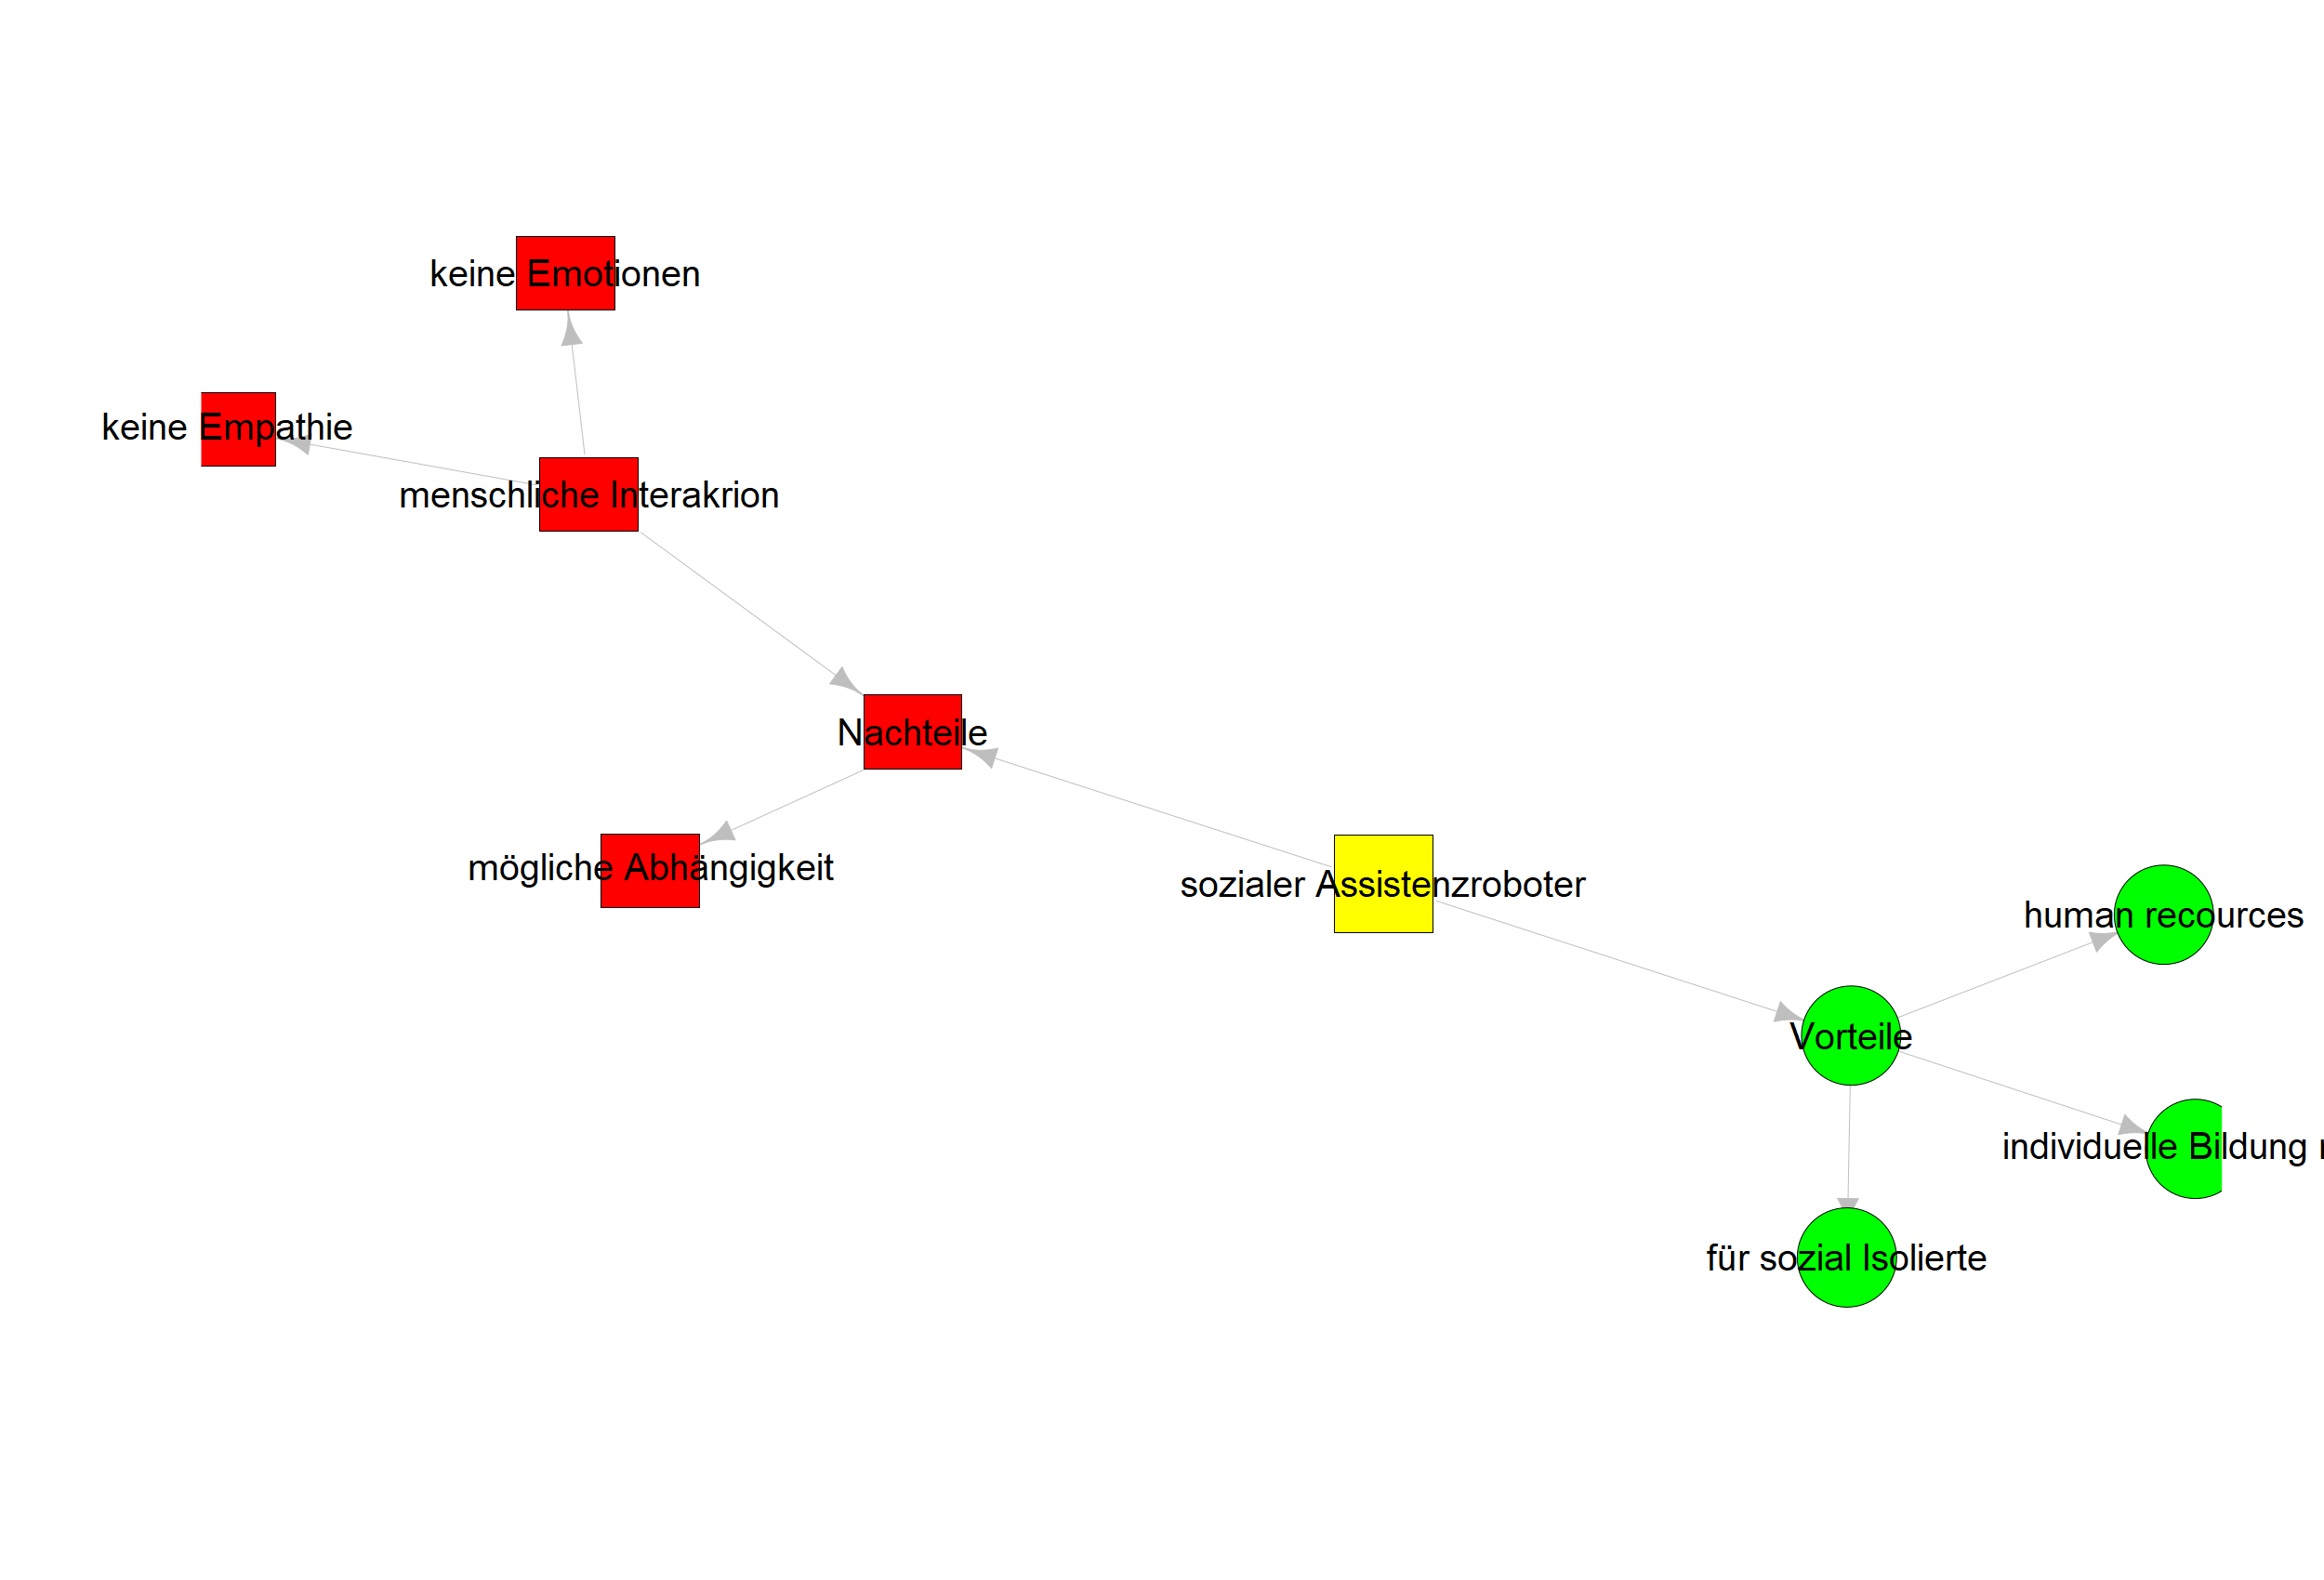 keine Emotionen
keine Empathie
menschliche Interakrion
Nachteile
mögliche Abhängigkeit
sozialer Assistenzroboter
human recources
Vorteile
individuelle Bildung
für sozial Isolierte